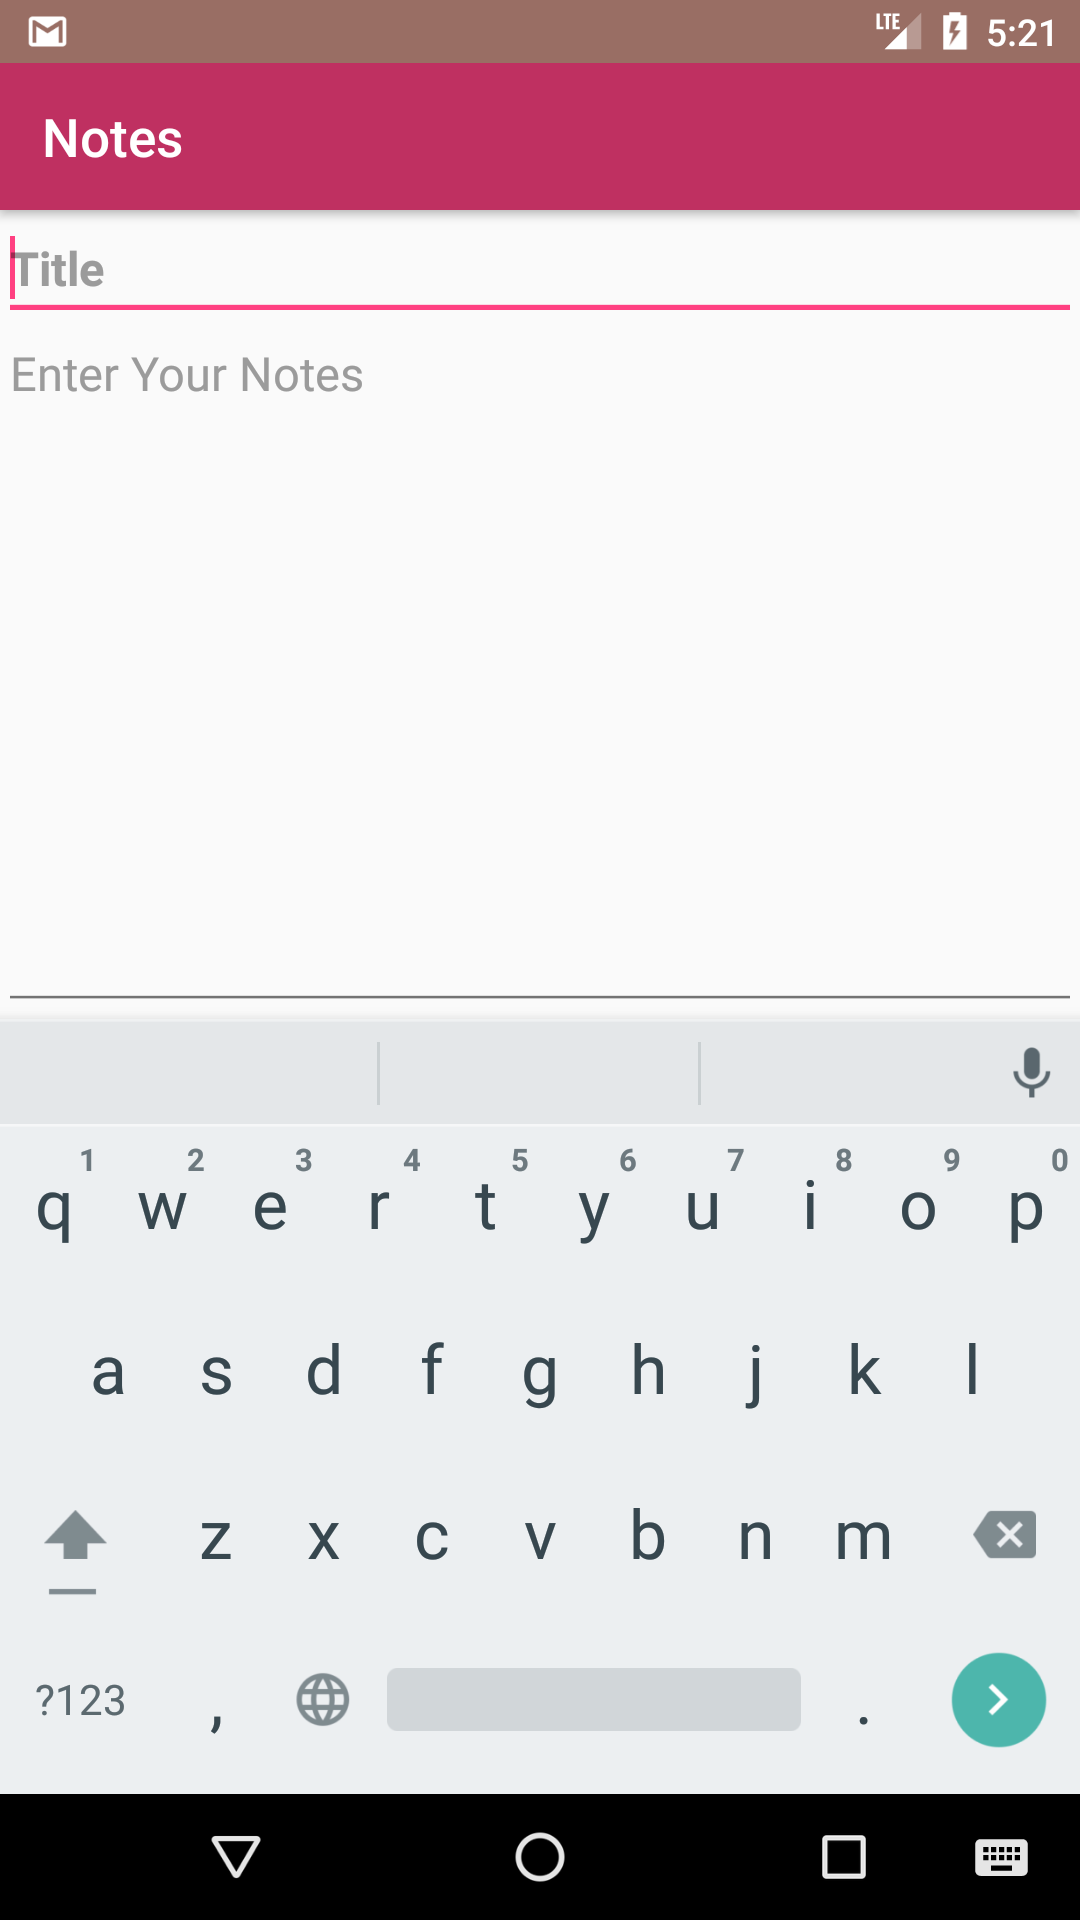 LTE 5:21
Notes
Title
Enter Your Notes
1 2 3 4 5 6 7 8 9 0
q w e r t y u i o p
a s d f g h j k l
z x c v b n m
?123 , .